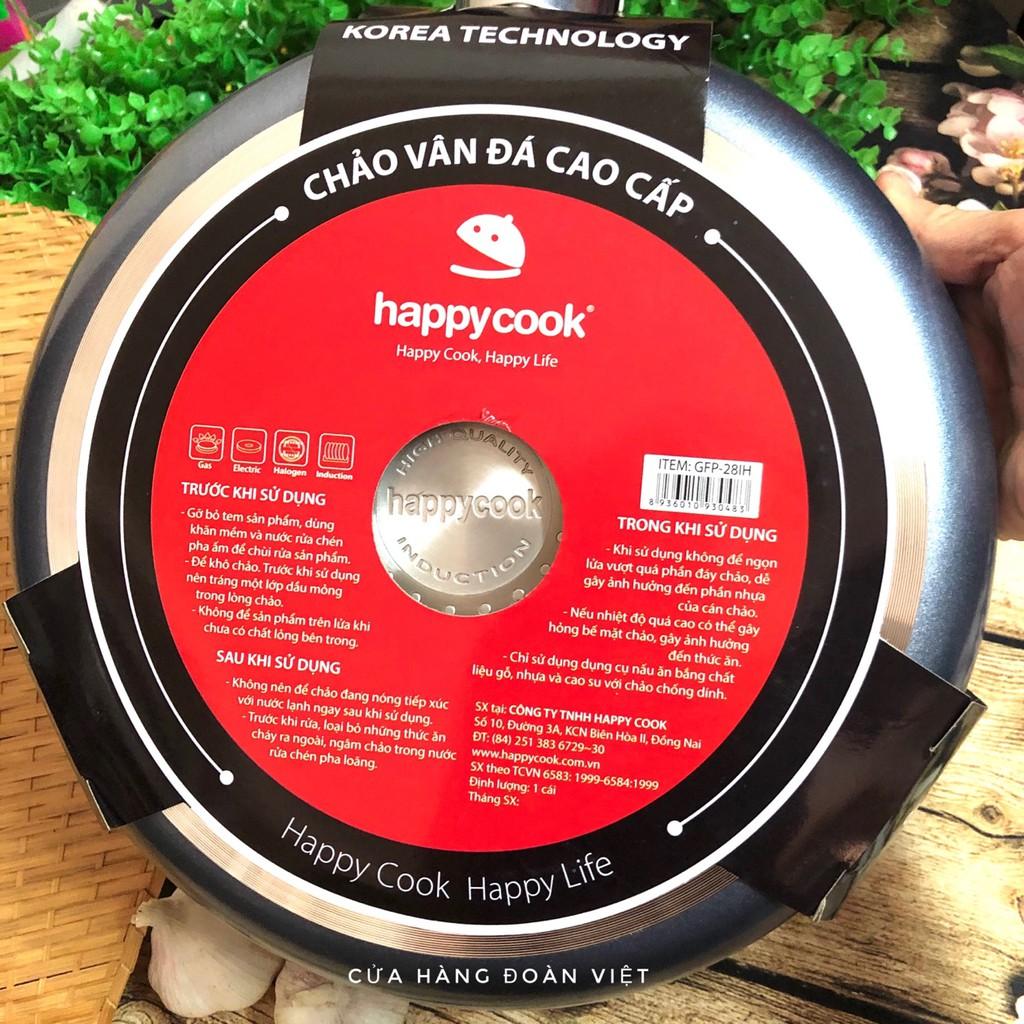 KOREA TECHNOLOGY
CHẢO VÂN ĐÁ CAO CẤP
happycook®
Happy Cook, Happy Life
Gas
Electric
Halogen
Induction
HIGH QUALITY
happycook
INDUCTION
ITEM: GFP-28IH
8 936010 930483
TRƯỚC KHI SỬ DỤNG
- Gỡ bỏ tem sản phẩm, dùng
khăn mềm và nước rửa chén
pha ấm để chùi rửa sản phẩm.
- Để khô chảo. Trước khi sử dụng
nên tráng một lớp dầu mỏng
trong lòng chảo.
- Không để sản phẩm trên lửa khi
chưa có chất lỏng bên trong.
SAU KHI SỬ DỤNG
- Không nên để chảo đang nóng tiếp xúc
với nước lạnh ngay sau khi sử dụng.
- Trước khi rửa, loại bỏ những thức ăn
cháy ra ngoài, ngâm chảo trong nước
rửa chén pha loãng.
TRONG KHI SỬ DỤNG
- Khi sử dụng không để ngọn
lửa vượt quá phần đáy chảo, dễ
gây ảnh hưởng đến phần nhựa
của cán chảo.
- Nếu nhiệt độ quá cao có thể gây
hỏng bề mặt chảo, gây ảnh hưởng
đến thức ăn.
- Chỉ sử dụng dụng cụ nấu ăn bằng chất
liệu gỗ, nhựa và cao su với chảo chống dính.
SX tại: CÔNG TY TNHH HAPPY COOK
Số 10, Đường 3A, KCN Biên Hòa II, Đồng Nai
ĐT: (84) 251 383 6729~30
www.happycook.com.vn
SX theo TCVN 6583: 1999-6584:1999
Định lượng: 1 cái
Tháng SX:
Happy Cook Happy Life
CỬA HÀNG ĐOÀN VIỆT